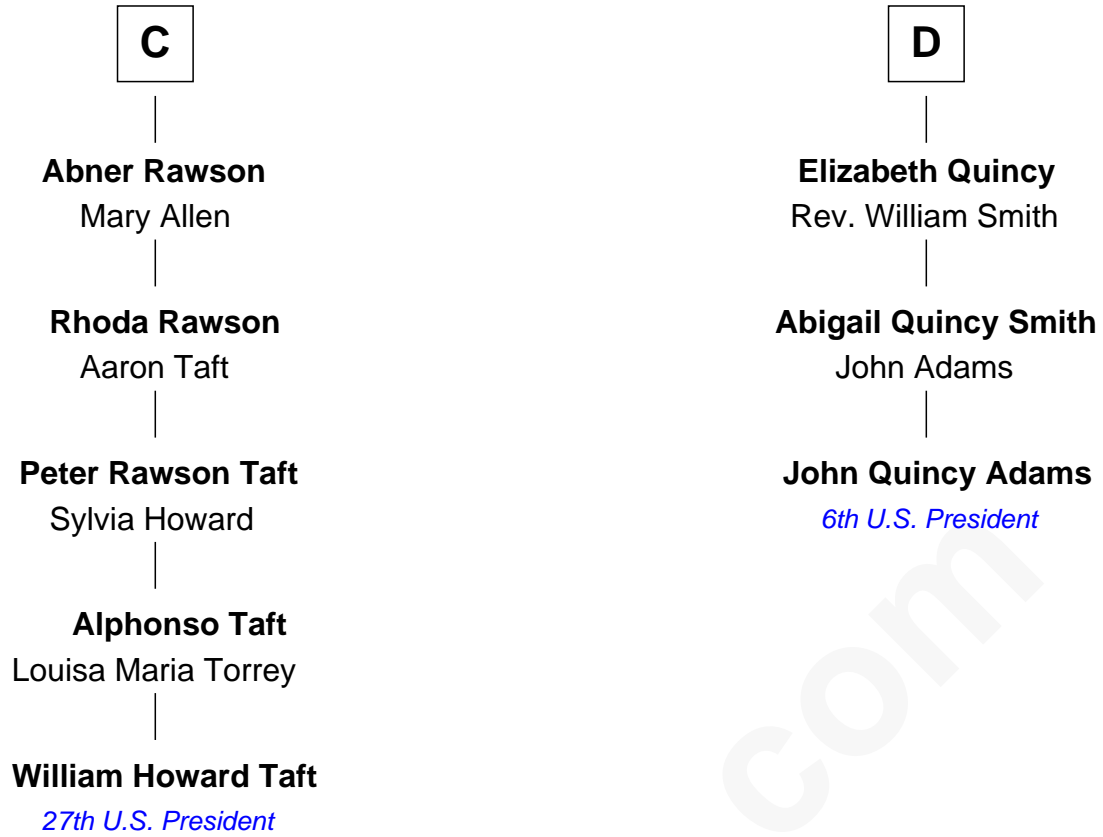 C
Abner Rawson
Mary Allen
Rhoda Rawson
Aaron Taft
Peter Rawson Taft
Sylvia Howard
Alphonso Taft
Louisa Maria Torrey
William Howard Taft
27th U.S. President
D
Elizabeth Quincy
Rev. William Smith
Abigail Quincy Smith
John Adams
John Quincy Adams
6th U.S. President
com